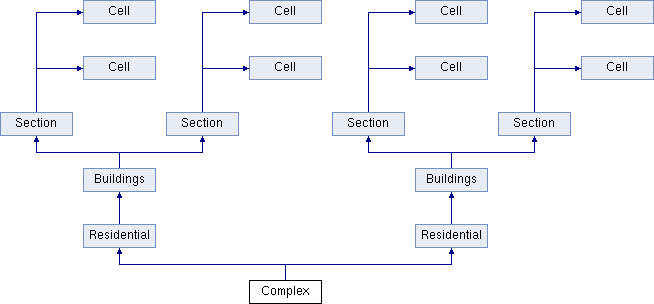 Cell
Cell
Cell
Cell
Cell
Cell
Cell
Cell
Section
Section
Section
Section
Buildings
Buildings
Residential
Residential
Complex